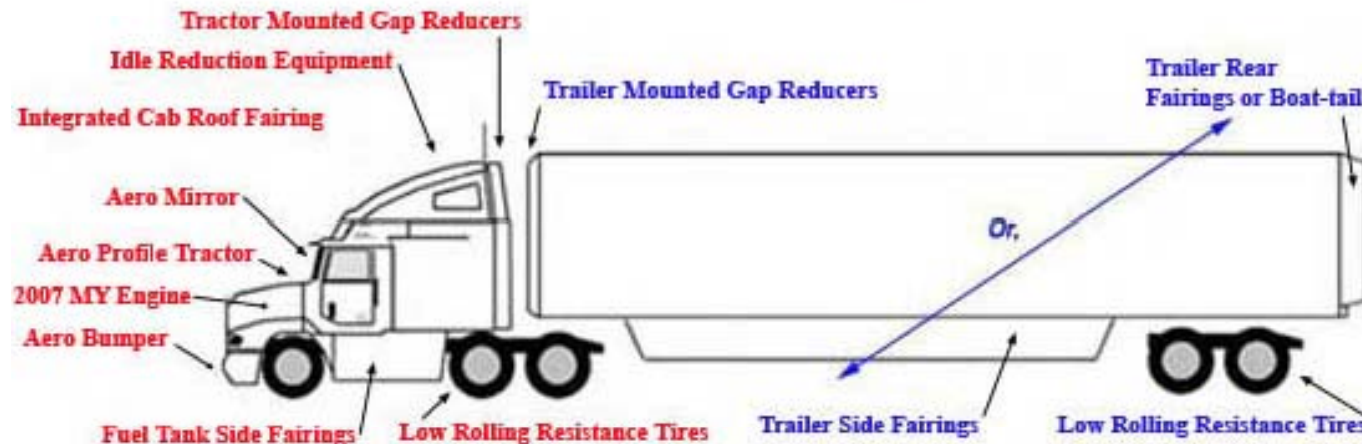 Tractor Mounted Gap Reducers
Idle Reduction Equipment
Integrated Cab Roof Fairing
Aero Mirror
Aero Profile Tractor
2007 MY Engine
Aero Bumper
Fuel Tank Side Fairings
Low Rolling Resistance Tires
Trailer Mounted Gap Reducers
Trailer Rear
Fairings or Boat-tail
Or,
Trailer Side Fairings
Low Rolling Resistance Tires